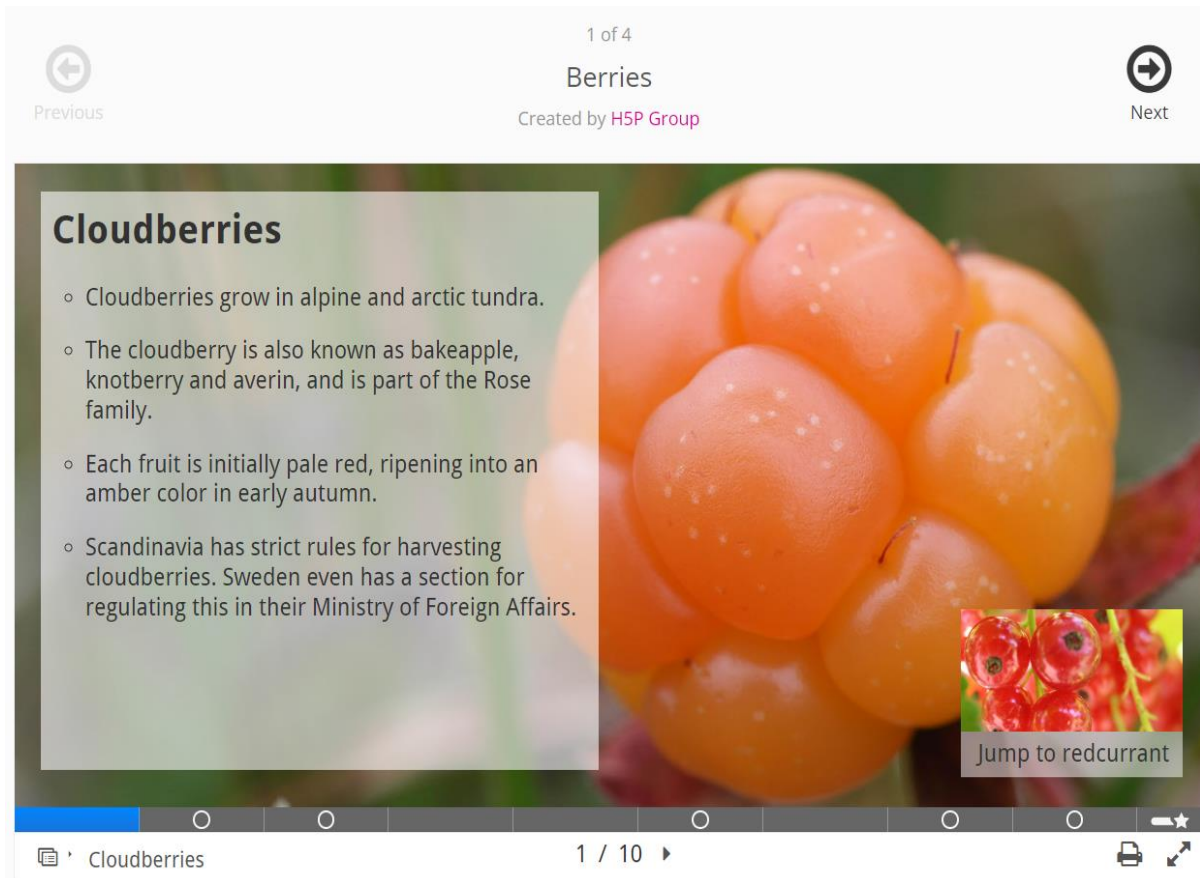 1 of 4
Berries
Created by H5P Group
Previous
Next
Cloudberries
Cloudberries grow in alpine and arctic tundra.
The cloudberry is also known as bakeapple,
knotberry and averin, and is part of the Rose
family.
Each fruit is initially pale red, ripening into an
amber color in early autumn.
Scandinavia has strict rules for harvesting
cloudberries. Sweden even has a section for
regulating this in their Ministry of Foreign Affairs.
Jump to redcurrant
Cloudberries
1 / 10